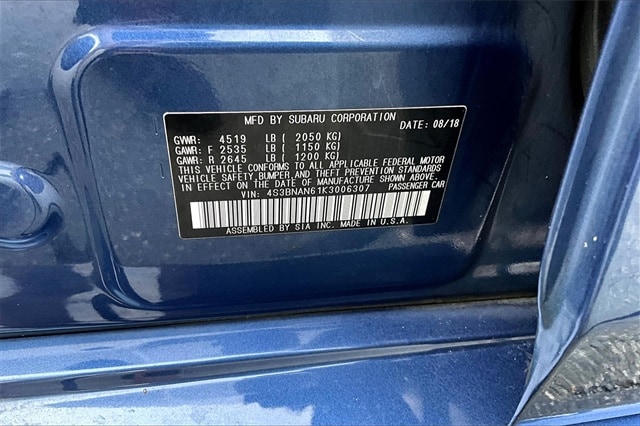 MFD BY SUBARU CORPORATION
DATE: 08/18
GVWR: 4519 LB ( 2050 KG)
GAWR: F 2535 LB ( 1150 KG)
GAWR: R 2645 LB ( 1200 KG)
THIS VEHICLE CONFORMS TO ALL APPLICABLE FEDERAL MOTOR
VEHICLE SAFETY,BUMPER,AND THEFT PREVENTION STANDARDS
IN EFFECT ON THE DATE OF MANUFACTURE SHOWN ABOVE.
VIN: 4S3BNAN61K3006307 PASSENGER CAR
ASSEMBLED BY SIA INC. MADE IN U.S.A.